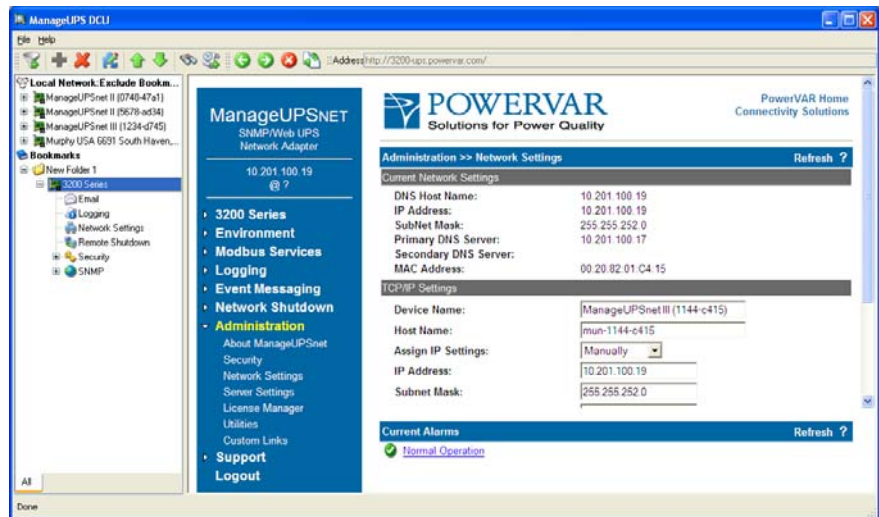 ManageUPS DCU
File Help
Address http://3200-ups.powervar.com/
Local Network:Exclude Bookm...
ManageUPSnet II (0748-47a1)
ManageUPSnet II (5678-ad34)
ManageUPSnet III (1234-d745)
Murphy USA 6691 South Haven,...
Bookmarks
New Folder 1
3200 Series
Email
Logging
Network Settings
Remote Shutdown
Security
SNMP
All
ManageUPSNET
SNMP/Web UPS
Network Adapter
10.201.100.19
@ ?
3200 Series
Environment
Modbus Services
Logging
Event Messaging
Network Shutdown
Administration
About ManageUPSnet
Security
Network Settings
Server Settings
License Manager
Utilities
Custom Links
Support
Logout
POWERVAR
Solutions for Power Quality
PowerVAR Home
Connectivity Solutions
Administration >> Network Settings Refresh ?
Current Network Settings
DNS Host Name: 10.201.100.19
IP Address: 10.201.100.19
SubNet Mask: 255.255.252.0
Primary DNS Server: 10.201.100.17
Secondary DNS Server:
MAC Address: 00.20.82.01.C4.15
TCP/IP Settings
Device Name: ManageUPSnet III (1144-c415)
Host Name: mun-1144-c415
Assign IP Settings: Manually
IP Address: 10.201.100.19
Subnet Mask: 255.255.252.0
Current Alarms Refresh ?
Normal Operation
Done